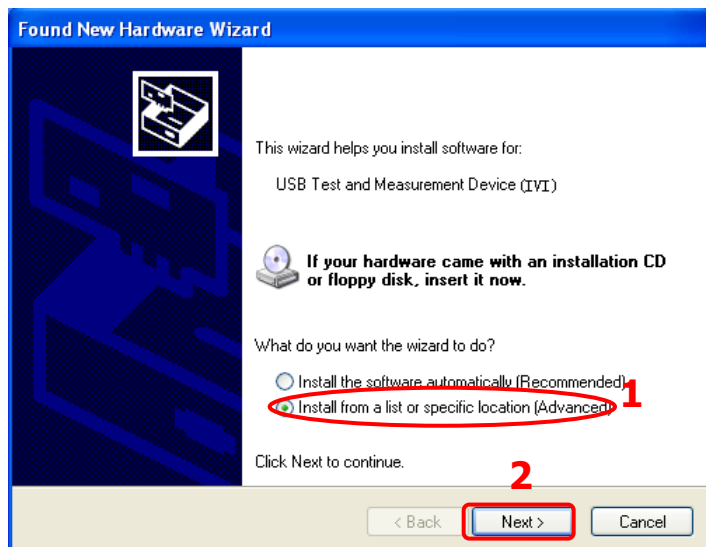 Found New Hardware Wizard
This wizard helps you install software for:
USB Test and Measurement Device (IVI)
If your hardware came with an installation CD
or floppy disk, insert it now.
What do you want the wizard to do?
Install the software automatically (Recommended)
Install from a list or specific location (Advanced)
1
Click Next to continue.
2
< Back
Next >
Cancel